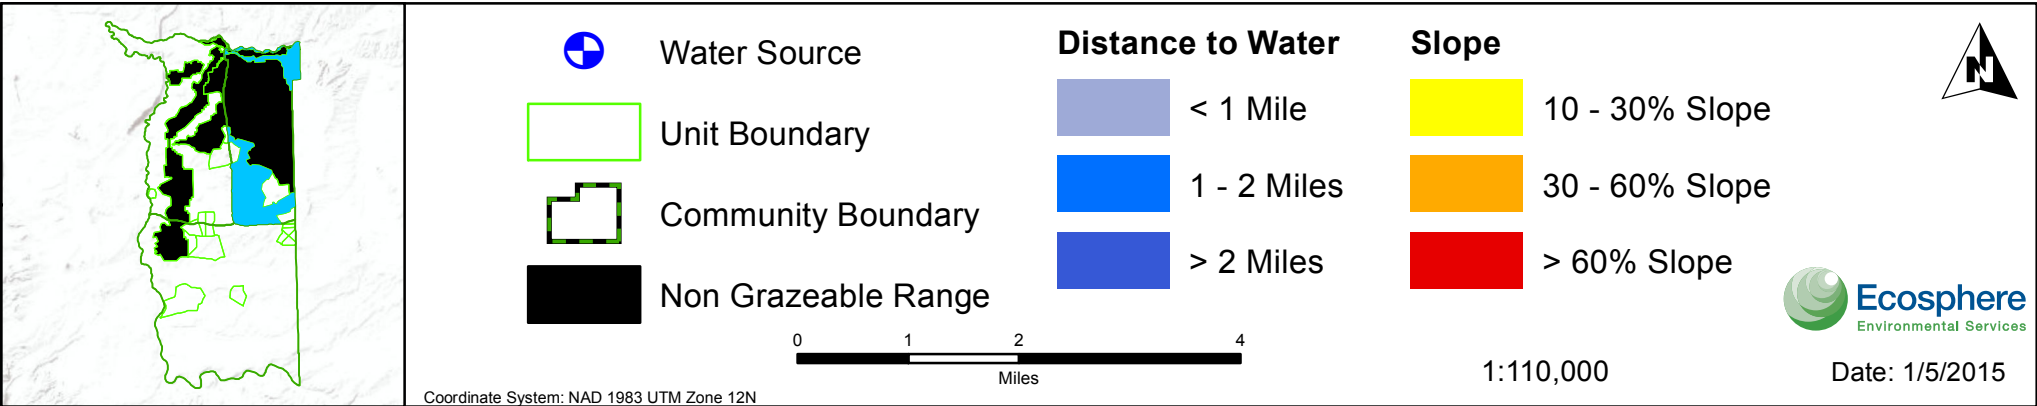 Water Source
Unit Boundary
Community Boundary
Non Grazeable Range
Distance to Water
< 1 Mile
1 - 2 Miles
> 2 Miles
Slope
10 - 30% Slope
30 - 60% Slope
> 60% Slope
N
0 1 2 4
Miles
Coordinate System: NAD 1983 UTM Zone 12N
1:110,000
Ecosphere
Environmental Services
Date: 1/5/2015